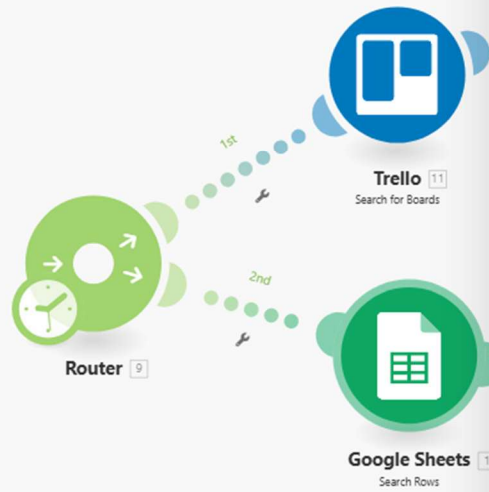 1st
Trello 11
Search for Boards
2nd
Router 9
Google Sheets
Search Rows